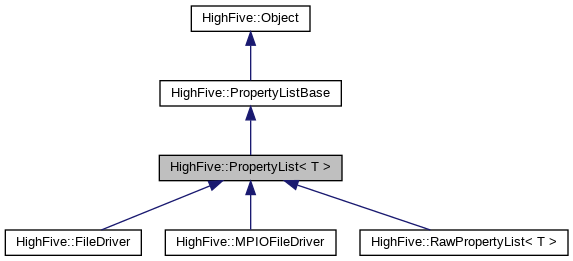 HighFive::Object
HighFive::PropertyListBase
HighFive::PropertyList< T >
HighFive::FileDriver
HighFive::MPIOFileDriver
HighFive::RawPropertyList< T >